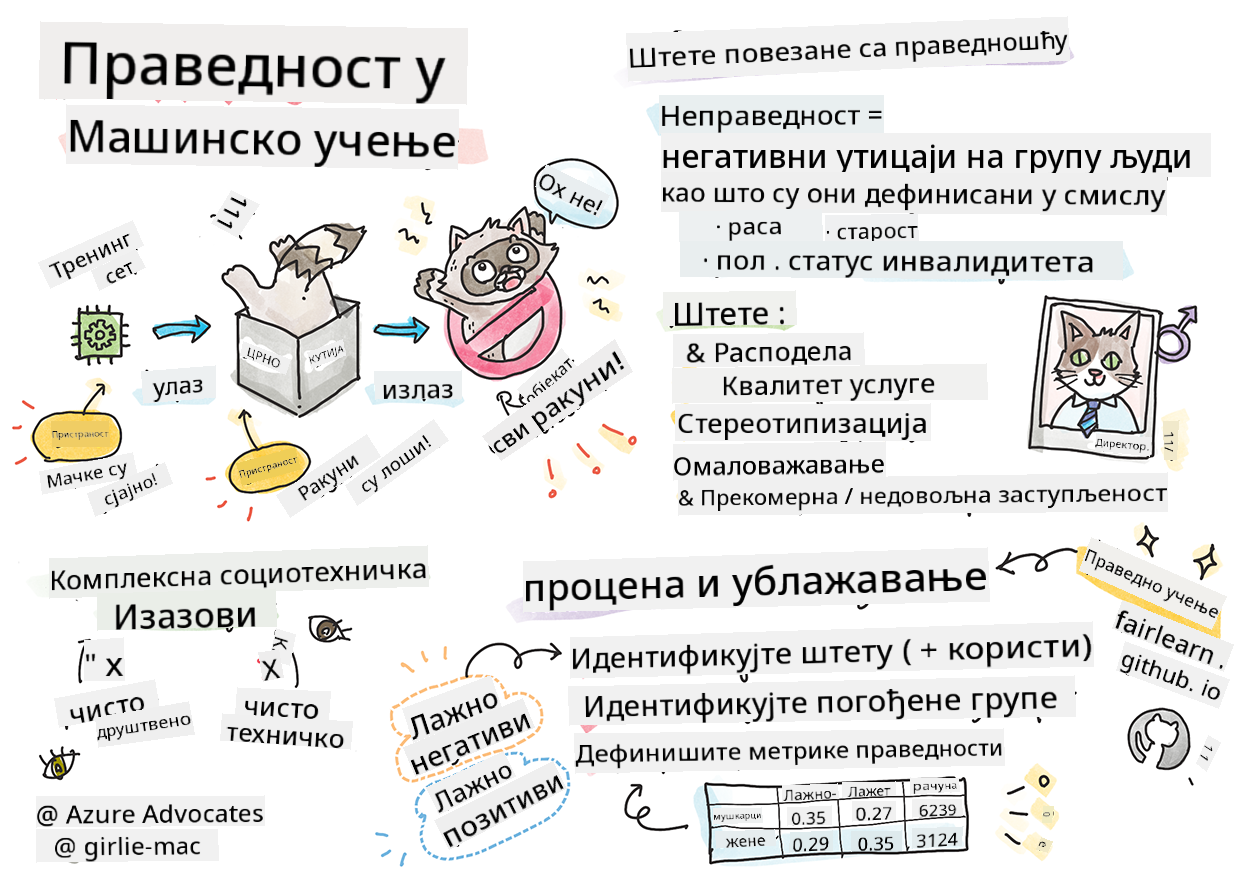 Праведност у
Машинско учење
Тренинг
сет
улаз
ЦРНО
КУТИЈА
излаз
Ох не!
свi ракуни!
Пристраност
Мачке су
сјајно!
Пристраност
Ракуни
су лоши!
Штете повезане са праведношћу
Неправедност =
негативни утицаји на групу људи
као што су они дефинисани у смислу
· раса
· старост
· пол . статус инвалидитета
Штете :
& Расподела
Квалитет услуге
Стереотипизација
Омаловажавање
& Прекомерна / недовољна заступљеност
Директор.
Комплексна социотехничка
Изазови
" x
X
чисто
друштвено
чисто
техничко
@ Azure Advocates
@ girlie-mac
процена и ублажавање
Праведно учење
fairlearn .
github. io
Идентификујте штету ( + користи)
Идентификујте погођене групе
Дефинишите метрике праведности
Лажно
негативи
Лажно
позитиви
Лажно- Лажет рачуна
мушкарци 0.35 0.27 6239
жене 0.29 0.35 3124